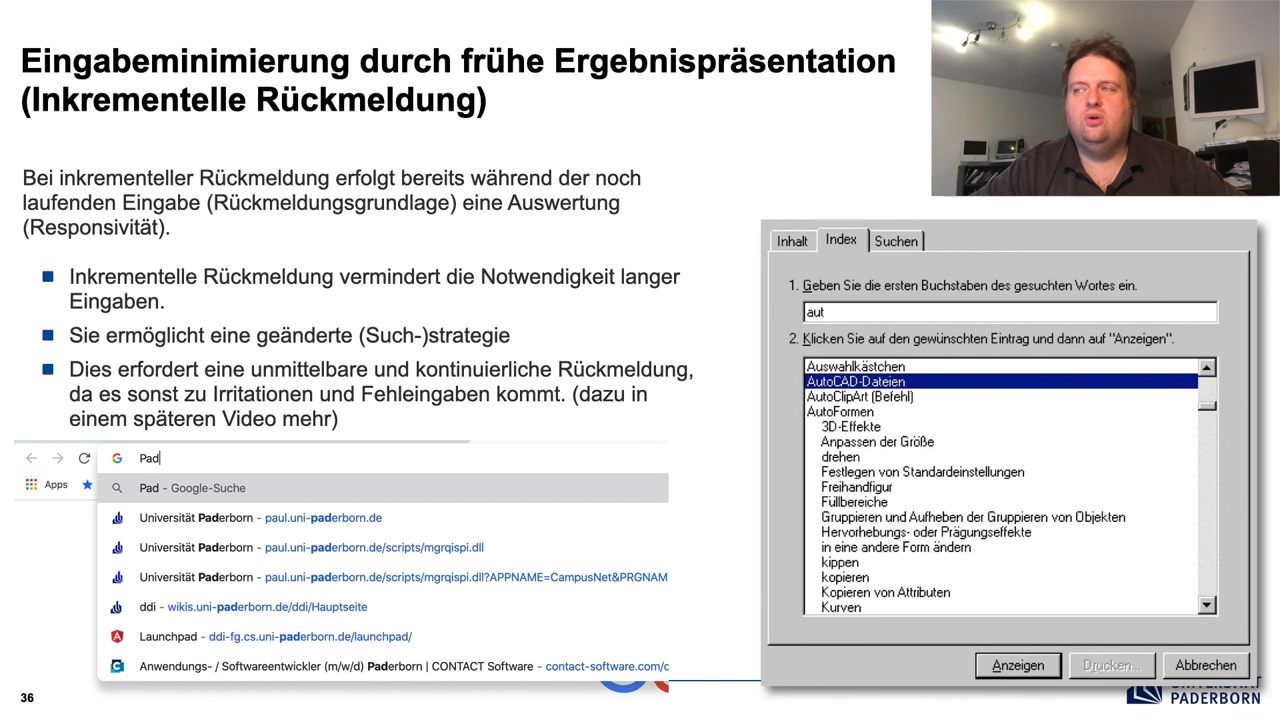 Eingabeminimierung durch frühe Ergebnispräsentation
(Inkrementelle Rückmeldung)
Bei inkrementeller Rückmeldung erfolgt bereits während der noch
laufenden Eingabe (Rückmeldungsgrundlage) eine Auswertung
(Responsivität).
Inkrementelle Rückmeldung vermindert die Notwendigkeit langer
Eingaben.
Sie ermöglicht eine geänderte (Such-)strategie
Dies erfordert eine unmittelbare und kontinuierliche Rückmeldung,
da es sonst zu Irritationen und Fehleingaben kommt. (dazu in
einem späteren Video mehr)
Pad
Apps
Pad - Google-Suche
Universität Paderborn - paul.uni-paderborn.de
Universität Paderborn - paul.uni-paderborn.de/scripts/mgrqispi.dll
Universität Paderborn - paul.uni-paderborn.de/scripts/mgrqispi.dll?APPNAME=CampusNet&PRGNAM
ddi - wikis.uni-paderborn.de/ddi/Hauptseite
Launchpad - ddi-fg.cs.uni-paderborn.de/launchpad/
Anwendungs- / Softwareentwickler (m/w/d) Paderborn | CONTACT Software - contact-software.com/c
Inhalt Index Suchen
1. Geben Sie die ersten Buchstaben des gesuchten Wortes ein.
aut
2. Klicken Sie auf den gewünschten Eintrag und dann auf "Anzeigen".
Auswahlkästchen
AutoCAD-Dateien
AutoClipArt (Befehl)
AutoFormen
3D-Effekte
Anpassen der Größe
drehen
Festlegen von Standardeinstellungen
Freihandfigur
Füllbereiche
Gruppieren und Aufheben der Gruppieren von Objekten
Hervorhebungs- oder Prägungseffekte
in eine andere Form ändern
kippen
kopieren
Kopieren von Attributen
Kurven
Anzeigen Drucken... Abbrechen
PADERBORN
36